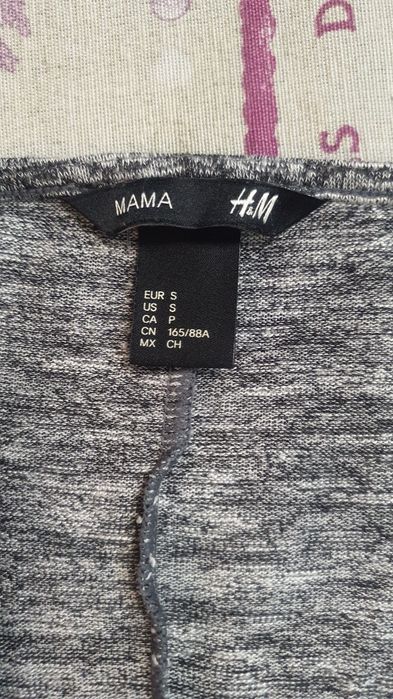 D
S
MAMA H&M
EUR S
US S
CA P
CN 165/88A
MX CH